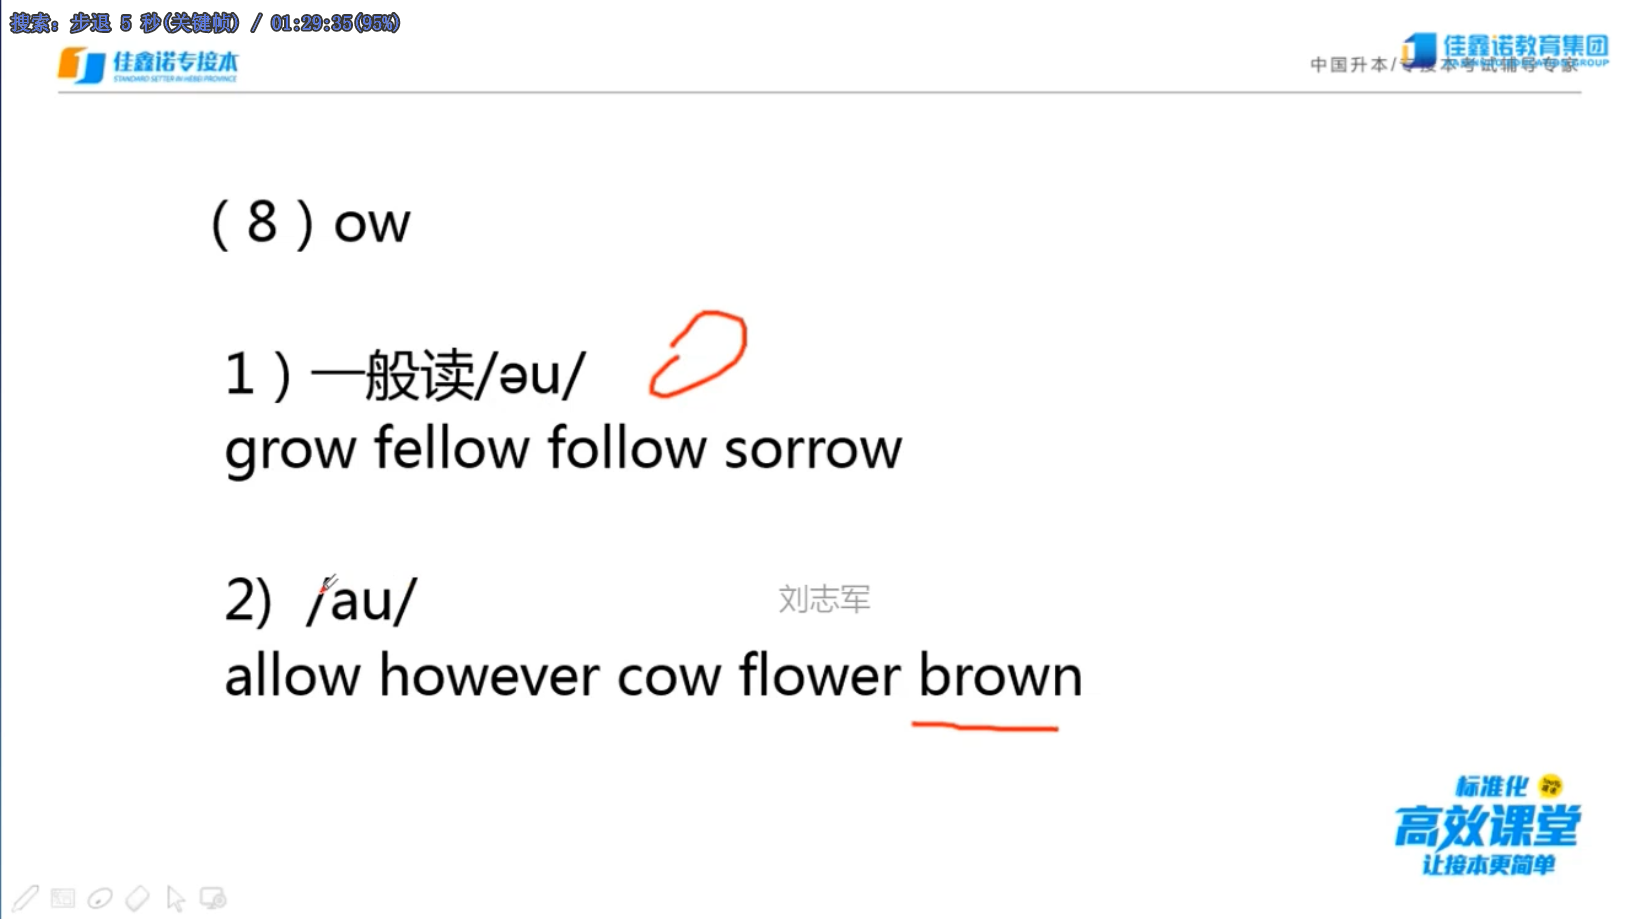 搜索: 步退 5 秒(关键帧) / 01:29:35(95%)
佳鑫诺专接本
STANDARD SETTER IN HEBEI PROVINCE
佳鑫诺教育集团
中国升本/专接本考试辅导专家
( 8 ) ow
1 ) 一般读/əu/
grow fellow follow sorrow
2) /au/
刘志军
allow however cow flower brown
标准化
高效课堂
让接本更简单